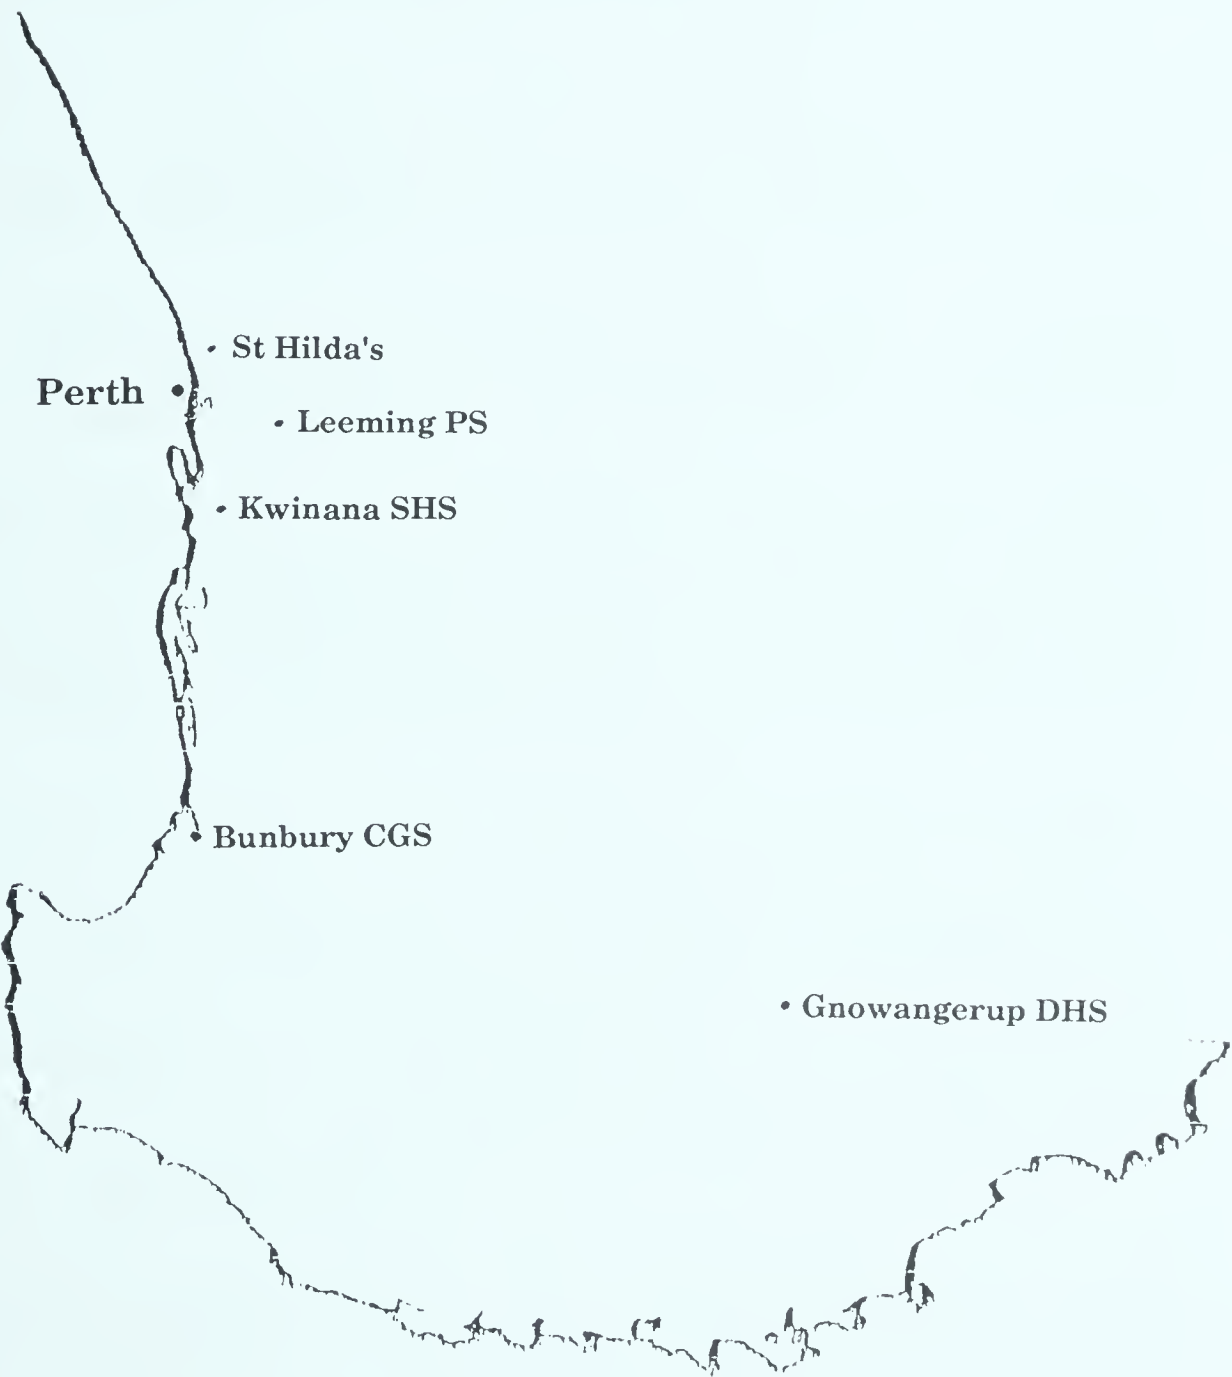 St Hilda's
Perth
Leeming PS
Kwinana SHS
Bunbury CGS
Gnowangerup DHS